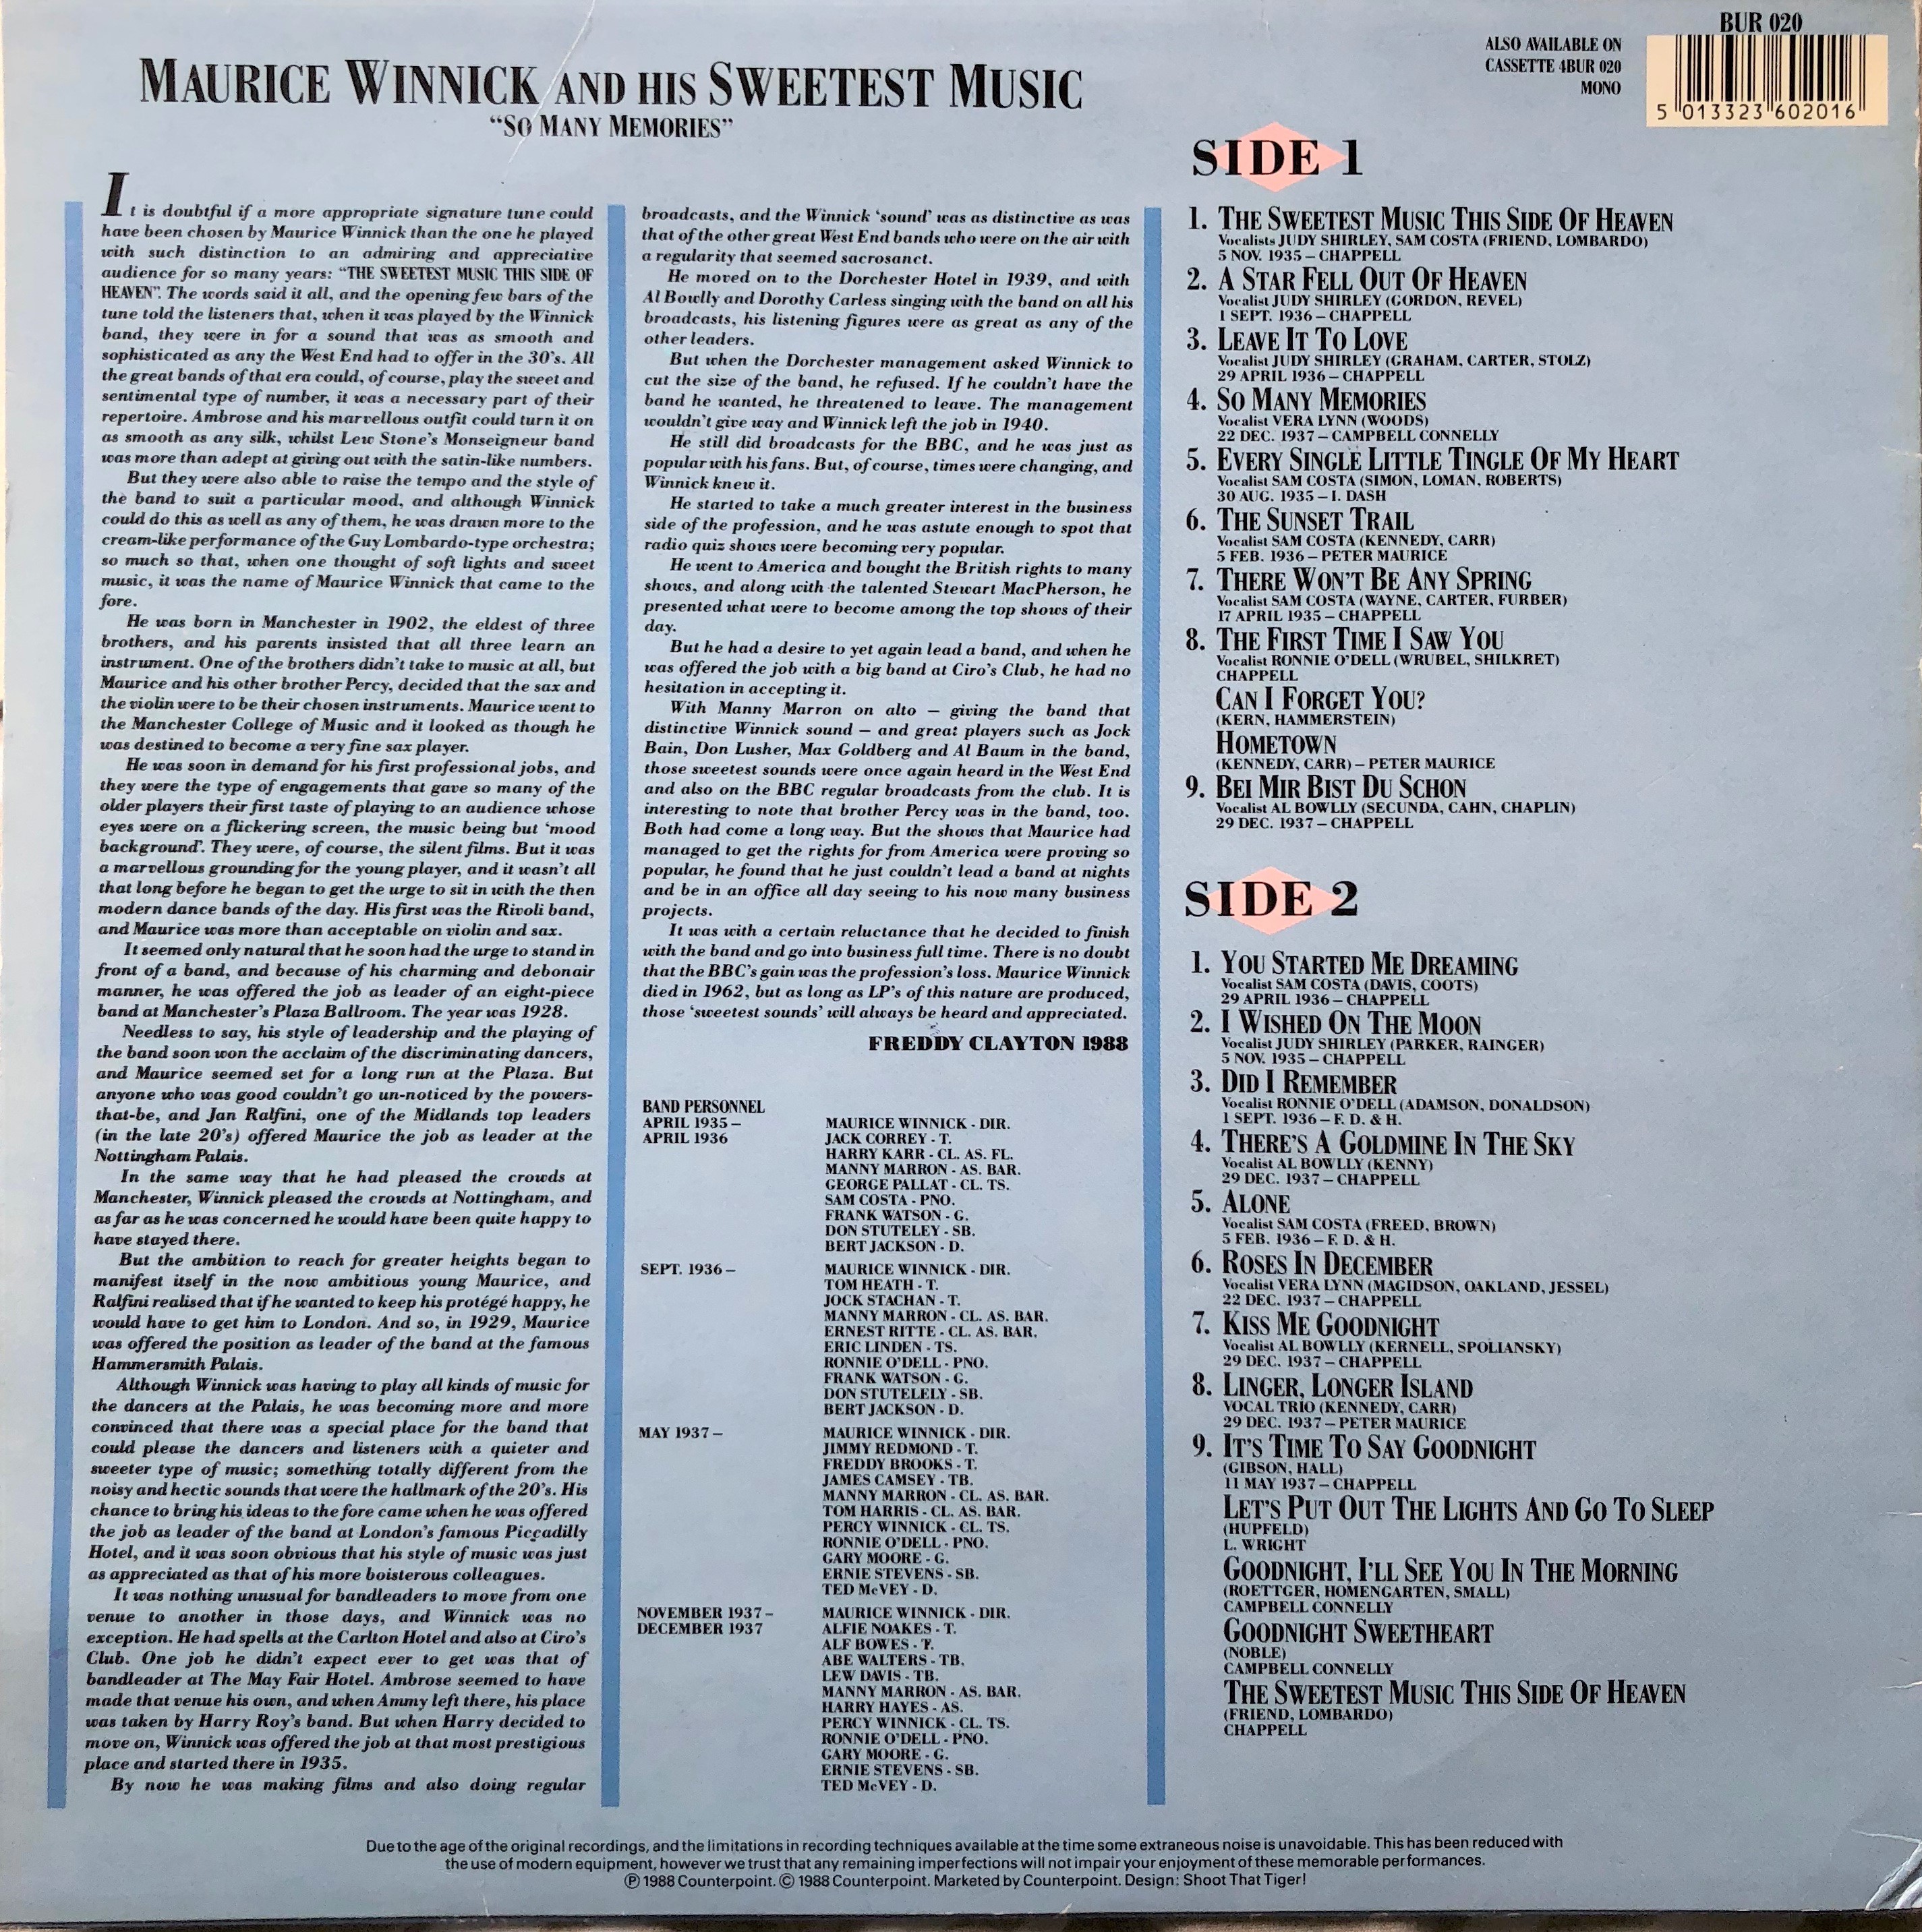 BUR 020
ALSO AVAILABLE ON
CASSETTE 4BUR 020
MONO
5 013323 602016
MAURICE WINNICK AND HIS SWEETEST MUSIC
“SO MANY MEMORIES”
It is doubtful if a more appropriate signature tune could
have been chosen by Maurice Winnick than the one he played
with such distinction to an admiring and appreciative
audience for so many years: “THE SWEETEST MUSIC THIS SIDE OF
HEAVEN”. The words said it all, and the opening few bars of the
tune told the listeners that, when it was played by the Winnick
band, they were in for a sound that was as smooth and
sophisticated as any the West End had to offer in the 30’s. All
the great bands of that era could, of course, play the sweet and
sentimental type of number, it was a necessary part of their
repertoire. Ambrose and his marvellous outfit could turn it on
as smooth as any silk, whilst Lew Stone’s Monseigneur band
was more than adept at giving out with the satin-like numbers.
But they were also able to raise the tempo and the style of
the band to suit a particular mood, and although Winnick
could do this as well as any of them, he was drawn more to the
cream-like performance of the Guy Lombardo-type orchestra;
so much so that, when one thought of soft lights and sweet
music, it was the name of Maurice Winnick that came to the
fore.
He was born in Manchester in 1902, the eldest of three
brothers, and his parents insisted that all three learn an
instrument. One of the brothers didn’t take to music at all, but
Maurice and his other brother Percy, decided that the sax and
the violin were to be their chosen instruments. Maurice went to
the Manchester College of Music and it looked as though he
was destined to become a very fine sax player.
He was soon in demand for his first professional jobs, and
they were the type of engagements that gave so many of the
older players their first taste of playing to an audience whose
eyes were on a flickering screen, the music being but ‘mood
background’. They were, of course, the silent films. But it was
a marvellous grounding for the young player, and it wasn’t all
that long before he began to get the urge to sit in with the then
modern dance bands of the day. His first was the Rivoli band,
and Maurice was more than acceptable on violin and sax.
It seemed only natural that he soon had the urge to stand in
front of a band, and because of his charming and debonair
manner, he was offered the job as leader of an eight-piece
band at Manchester’s Plaza Ballroom. The year was 1928.
Needless to say, his style of leadership and the playing of
the band soon won the acclaim of the discriminating dancers,
and Maurice seemed set for a long run at the Plaza. But
anyone who was good couldn’t go un-noticed by the powers-
that-be, and Jan Ralfini, one of the Midlands top leaders
(in the late 20’s) offered Maurice the job as leader at the
Nottingham Palais.
In the same way that he had pleased the crowds at
Manchester, Winnick pleased the crowds at Nottingham, and
as far as he was concerned he would have been quite happy to
have stayed there.
But the ambition to reach for greater heights began to
manifest itself in the now ambitious young Maurice, and
Ralfini realised that if he wanted to keep his protégé happy, he
would have to get him to London. And so, in 1929, Maurice
was offered the position as leader of the band at the famous
Hammersmith Palais.
Although Winnick was having to play all kinds of music for
the dancers at the Palais, he was becoming more and more
convinced that there was a special place for the band that
could please the dancers and listeners with a quieter and
sweeter type of music; something totally different from the
noisy and hectic sounds that were the hallmark of the 20’s. His
chance to bring his ideas to the fore came when he was offered
the job as leader of the band at London’s famous Piccadilly
Hotel, and it was soon obvious that his style of music was just
as appreciated as that of his more boisterous colleagues.
It was nothing unusual for bandleaders to move from one
venue to another in those days, and Winnick was no
exception. He had spells at the Carlton Hotel and also at Ciro’s
Club. One job he didn’t expect ever to get was that of
bandleader at The May Fair Hotel. Ambrose seemed to have
made that venue his own, and when Ammy left there, his place
was taken by Harry Roy’s band. But when Harry decided to
move on, Winnick was offered the job at that most prestigious
place and started there in 1935.
By now he was making films and also doing regular
broadcasts, and the Winnick ‘sound’ was as distinctive as was
that of the other great West End bands who were on the air with
a regularity that seemed sacrosanct.
He moved on to the Dorchester Hotel in 1939, and with
Al Bowlly and Dorothy Carless singing with the band on all his
broadcasts, his listening figures were as great as any of the
other leaders.
But when the Dorchester management asked Winnick to
cut the size of the band, he refused. If he couldn’t have the
band he wanted, he threatened to leave. The management
wouldn’t give way and Winnick left the job in 1940.
He still did broadcasts for the BBC, and he was just as
popular with his fans. But, of course, times were changing, and
Winnick knew it.
He started to take a much greater interest in the business
side of the profession, and he was astute enough to spot that
radio quiz shows were becoming very popular.
He went to America and bought the British rights to many
shows, and along with the talented Stewart MacPherson, he
presented what were to become among the top shows of their
day.
But he had a desire to yet again lead a band, and when he
was offered the job with a big band at Ciro’s Club, he had no
hesitation in accepting it.
With Manny Marron on alto – giving the band that
distinctive Winnick sound – and great players such as Jock
Bain, Don Lusher, Max Goldberg and Al Baum in the band,
those sweetest sounds were once again heard in the West End
and also on the BBC regular broadcasts from the club. It is
interesting to note that brother Percy was in the band, too.
Both had come a long way. But the shows that Maurice had
managed to get the rights for from America were proving so
popular, he found that he just couldn’t lead a band at nights
and be in an office all day seeing to his now many business
projects.
It was with a certain reluctance that he decided to finish
with the band and go into business full time. There is no doubt
that the BBC’s gain was the profession’s loss. Maurice Winnick
died in 1962, but as long as LP’s of this nature are produced,
those ‘sweetest sounds’ will always be heard and appreciated.
FREDDY CLAYTON 1988
BAND PERSONNEL
APRIL 1935 –
APRIL 1936
MAURICE WINNICK - DIR.
JACK CORREY - T.
HARRY KARR - CL. AS. FL.
MANNY MARRON - AS. BAR.
GEORGE PALLAT - CL. TS.
SAM COSTA - PNO.
FRANK WATSON - G.
DON STUTELEY - SB.
BERT JACKSON - D.
SEPT. 1936 –
MAURICE WINNICK - DIR.
TOM HEATH - T.
JOCK STACHAN - T.
MANNY MARRON - CL. AS. BAR.
ERNEST RITTE - CL. AS. BAR.
ERIC LINDEN - TS.
RONNIE O’DELL - PNO.
FRANK WATSON - G.
DON STUTELELY - SB.
BERT JACKSON - D.
MAY 1937 –
MAURICE WINNICK - DIR.
JIMMY REDMOND - T.
FREDDY BROOKS - T.
JAMES CAMSEY - TB.
MANNY MARRON - CL. AS. BAR.
TOM HARRIS - CL. AS. BAR.
PERCY WINNICK - CL. TS.
RONNIE O’DELL - PNO.
GARY MOORE - G.
ERNIE STEVENS - SB.
TED McVEY - D.
NOVEMBER 1937 –
DECEMBER 1937
MAURICE WINNICK - DIR.
ALFIE NOAKES - T.
ALF BOWES - T.
ABE WALTERS - TB.
LEW DAVIS - TB.
MANNY MARRON - AS. BAR.
HARRY HAYES - AS.
PERCY WINNICK - CL. TS.
RONNIE O’DELL - PNO.
GARY MOORE - G.
ERNIE STEVENS - SB.
TED McVEY - D.
SIDE 1
1. THE SWEETEST MUSIC THIS SIDE OF HEAVEN
Vocalists JUDY SHIRLEY, SAM COSTA (FRIEND, LOMBARDO)
5 NOV. 1935 – CHAPPELL
2. A STAR FELL OUT OF HEAVEN
Vocalist JUDY SHIRLEY (GORDON, REVEL)
1 SEPT. 1936 – CHAPPELL
3. LEAVE IT TO LOVE
Vocalist JUDY SHIRLEY (GRAHAM, CARTER, STOLZ)
29 APRIL 1936 – CHAPPELL
4. SO MANY MEMORIES
Vocalist VERA LYNN (WOODS)
22 DEC. 1937 – CAMPBELL CONNELLY
5. EVERY SINGLE LITTLE TINGLE OF MY HEART
Vocalist SAM COSTA (SIMON, LOMAN, ROBERTS)
30 AUG. 1935 – I. DASH
6. THE SUNSET TRAIL
Vocalist SAM COSTA (KENNEDY, CARR)
5 FEB. 1936 – PETER MAURICE
7. THERE WON’T BE ANY SPRING
Vocalist SAM COSTA (WAYNE, CARTER, FURBER)
17 APRIL 1935 – CHAPPELL
8. THE FIRST TIME I SAW YOU
Vocalist RONNIE O’DELL (WRUBEL, SHILKRET)
CHAPPELL
CAN I FORGET YOU?
(KERN, HAMMERSTEIN)
HOMETOWN
(KENNEDY, CARR) – PETER MAURICE
9. BEI MIR BIST DU SCHON
Vocalist AL BOWLLY (SECUNDA, CAHN, CHAPLIN)
29 DEC. 1937 – CHAPPELL
SIDE 2
1. YOU STARTED ME DREAMING
Vocalist SAM COSTA (DAVIS, COOTS)
29 APRIL 1936 – CHAPPELL
2. I WISHED ON THE MOON
Vocalist JUDY SHIRLEY (PARKER, RAINGER)
5 NOV. 1935 – CHAPPELL
3. DID I REMEMBER
Vocalist RONNIE O’DELL (ADAMSON, DONALDSON)
1 SEPT. 1936 – F. D. & H.
4. THERE’S A GOLDMINE IN THE SKY
Vocalist AL BOWLLY (KENNY)
29 DEC. 1937 – CHAPPELL
5. ALONE
Vocalist SAM COSTA (FREED, BROWN)
5 FEB. 1936 – F. D. & H.
6. ROSES IN DECEMBER
Vocalist VERA LYNN (MAGIDSON, OAKLAND, JESSEL)
22 DEC. 1937 – CHAPPELL
7. KISS ME GOODNIGHT
Vocalist AL BOWLLY (KERNELL, SPOLIANSKY)
29 DEC. 1937 – CHAPPELL
8. LINGER, LONGER ISLAND
VOCAL TRIO (KENNEDY, CARR)
29 DEC. 1937 – PETER MAURICE
9. IT’S TIME TO SAY GOODNIGHT
(GIBSON, HALL)
11 MAY 1937 – CHAPPELL
LET’S PUT OUT THE LIGHTS AND GO TO SLEEP
(HUPFELD)
L. WRIGHT
GOODNIGHT, I’LL SEE YOU IN THE MORNING
(ROETTGER, HOMENGARTEN, SMALL)
CAMPBELL CONNELLY
GOODNIGHT SWEETHEART
(NOBLE)
CAMPBELL CONNELLY
THE SWEETEST MUSIC THIS SIDE OF HEAVEN
(FRIEND, LOMBARDO)
CHAPPELL
Due to the age of the original recordings, and the limitations in recording techniques available at the time some extraneous noise is unavoidable. This has been reduced with
the use of modern equipment, however we trust that any remaining imperfections will not impair your enjoyment of these memorable performances.
Ⓟ 1988 Counterpoint. © 1988 Counterpoint. Marketed by Counterpoint. Design: Shoot That Tiger!